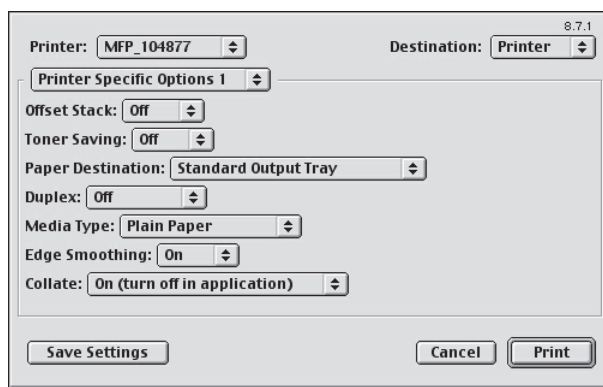 8.7.1
Printer: MFP_104877 Destination: Printer
Printer Specific Options 1
Offset Stack: Off
Toner Saving: Off
Paper Destination: Standard Output Tray
Duplex: Off
Media Type: Plain Paper
Edge Smoothing: On
Collate: On (turn off in application)
Save Settings Cancel Print